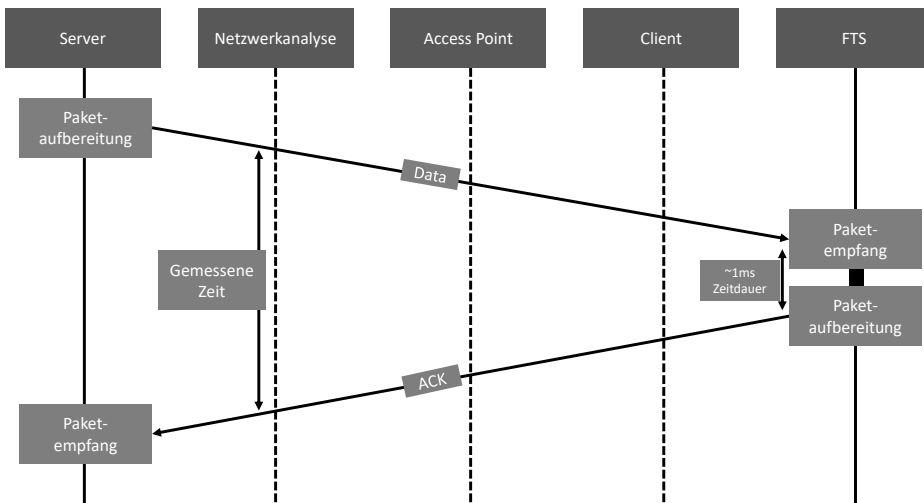 Server
Netzwerkanalyse
Access Point
Client
FTS
Paket-
aufbereitung
Data
Paket-
empfang
Gemessene
Zeit
~1ms
Zeitdauer
Paket-
aufbereitung
ACK
Paket-
empfang